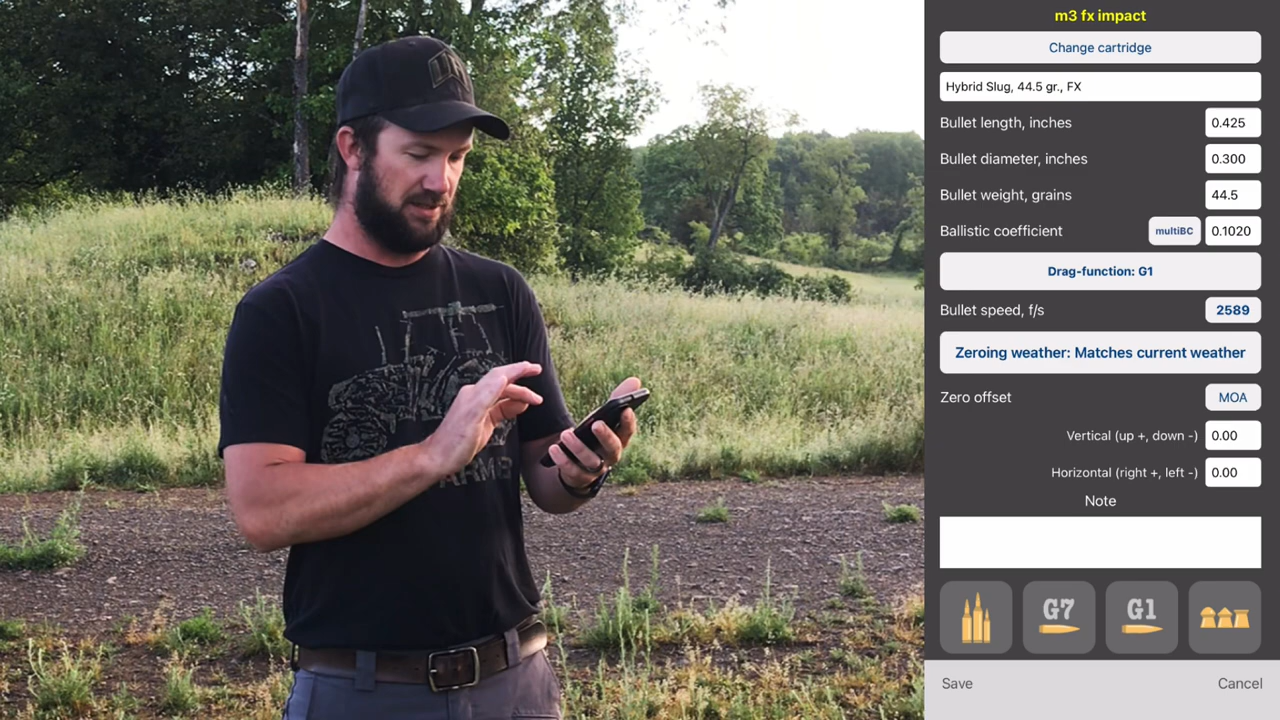 ARMED
m3 fx impact
Change cartridge
Hybrid Slug, 44.5 gr., FX
Bullet length, inches 0.425
Bullet diameter, inches 0.300
Bullet weight, grains 44.5
Ballistic coefficient multiBC 0.1020
Drag-function: G1
Bullet speed, f/s 2589
Zeroing weather: Matches current weather
Zero offset MOA
Vertical (up +, down -) 0.00
Horizontal (right +, left -) 0.00
Note
G7 G1
Save Cancel